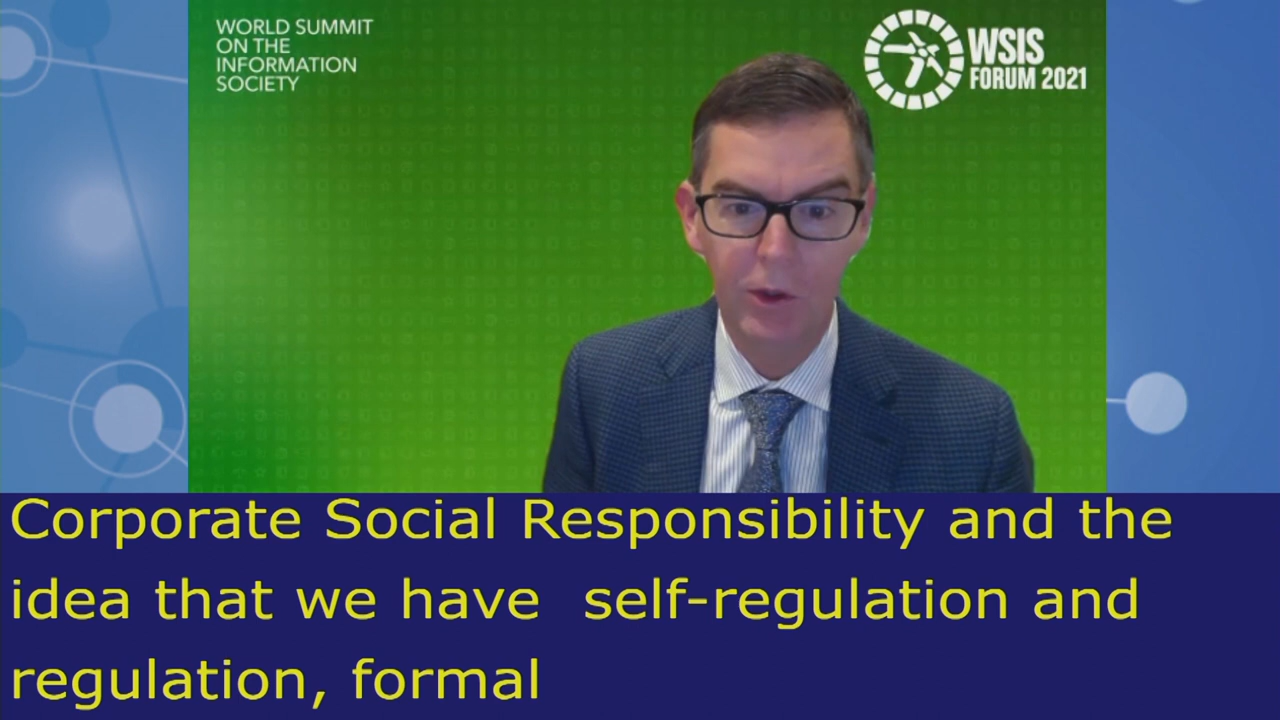 WORLD SUMMIT
ON THE
INFORMATION
SOCIETY
WSIS
FORUM 2021
Corporate Social Responsibility and the
idea that we have  self-regulation and
regulation, formal